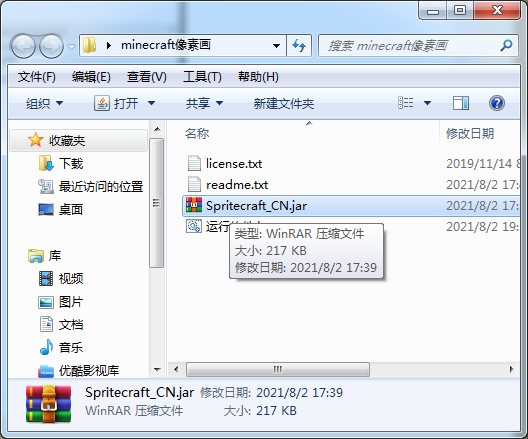 minecraft像素画
搜索 minecraft像素画
文件(F) 编辑(E) 查看(V) 工具(T) 帮助(H)
组织 打开 共享 新建文件夹
收藏夹
下载
最近访问的位置
桌面
库
视频
图片
文档
音乐
优酷影视库
名称 修改日期
license.txt 2019/11/14 8
readme.txt 2021/8/2 17:
Spritecraft_CN.jar 2021/8/2 17:
运行 2021/8/2 19:
类型: WinRAR 压缩文件
大小: 217 KB
修改日期: 2021/8/2 17:39
Spritecraft_CN.jar 修改日期: 2021/8/2 17:39
WinRAR 压缩文件 大小: 217 KB